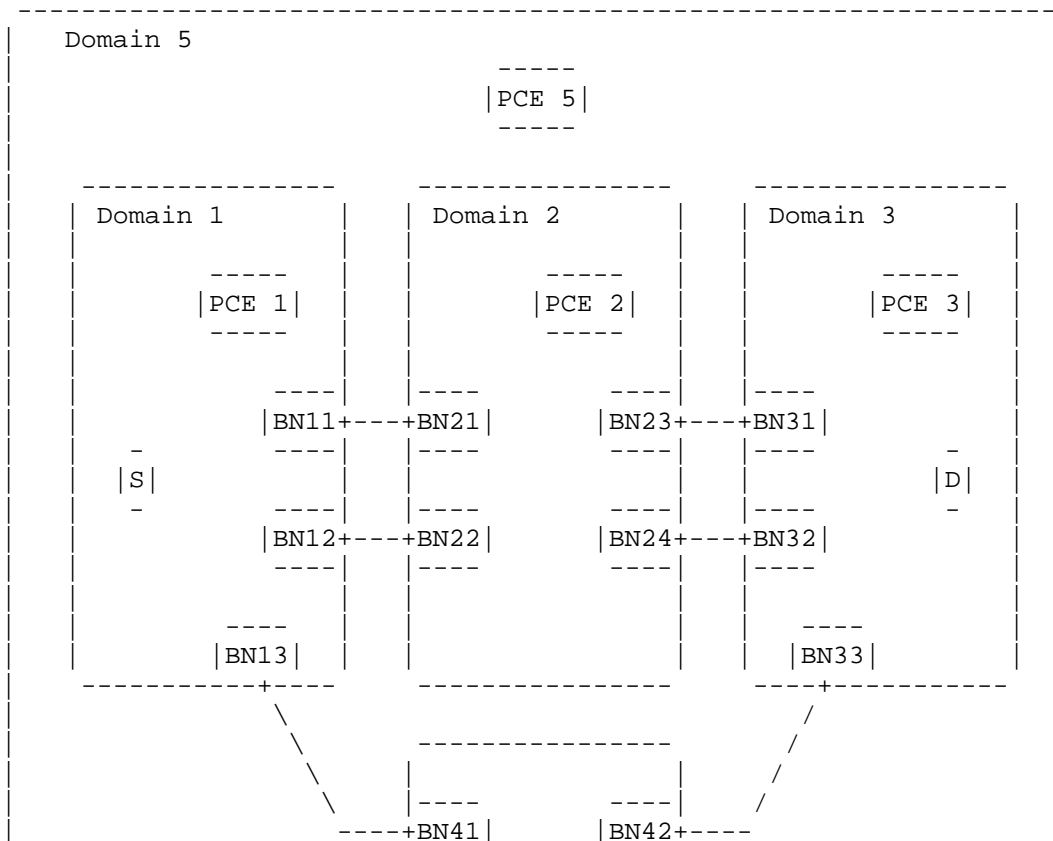 Domain 5
PCE 5
Domain 1 Domain 2 Domain 3
PCE 1 PCE 2 PCE 3
BN11 BN21 BN23 BN31
S D
BN12 BN22 BN24 BN32
BN13 BN33
BN41 BN42